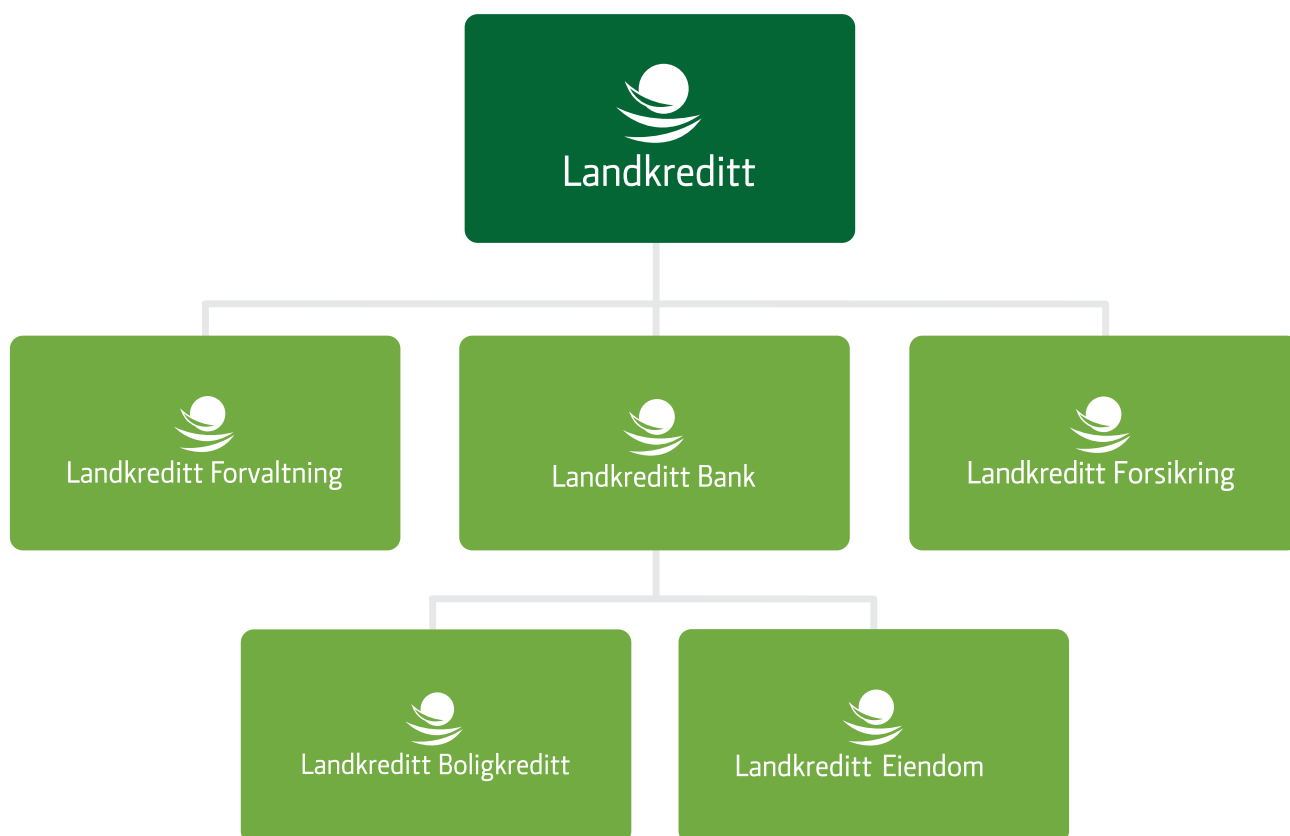 Landkreditt
Landkreditt Forvaltning
Landkreditt Bank
Landkreditt Forsikring
Landkreditt Boligkreditt
Landkreditt Eiendom